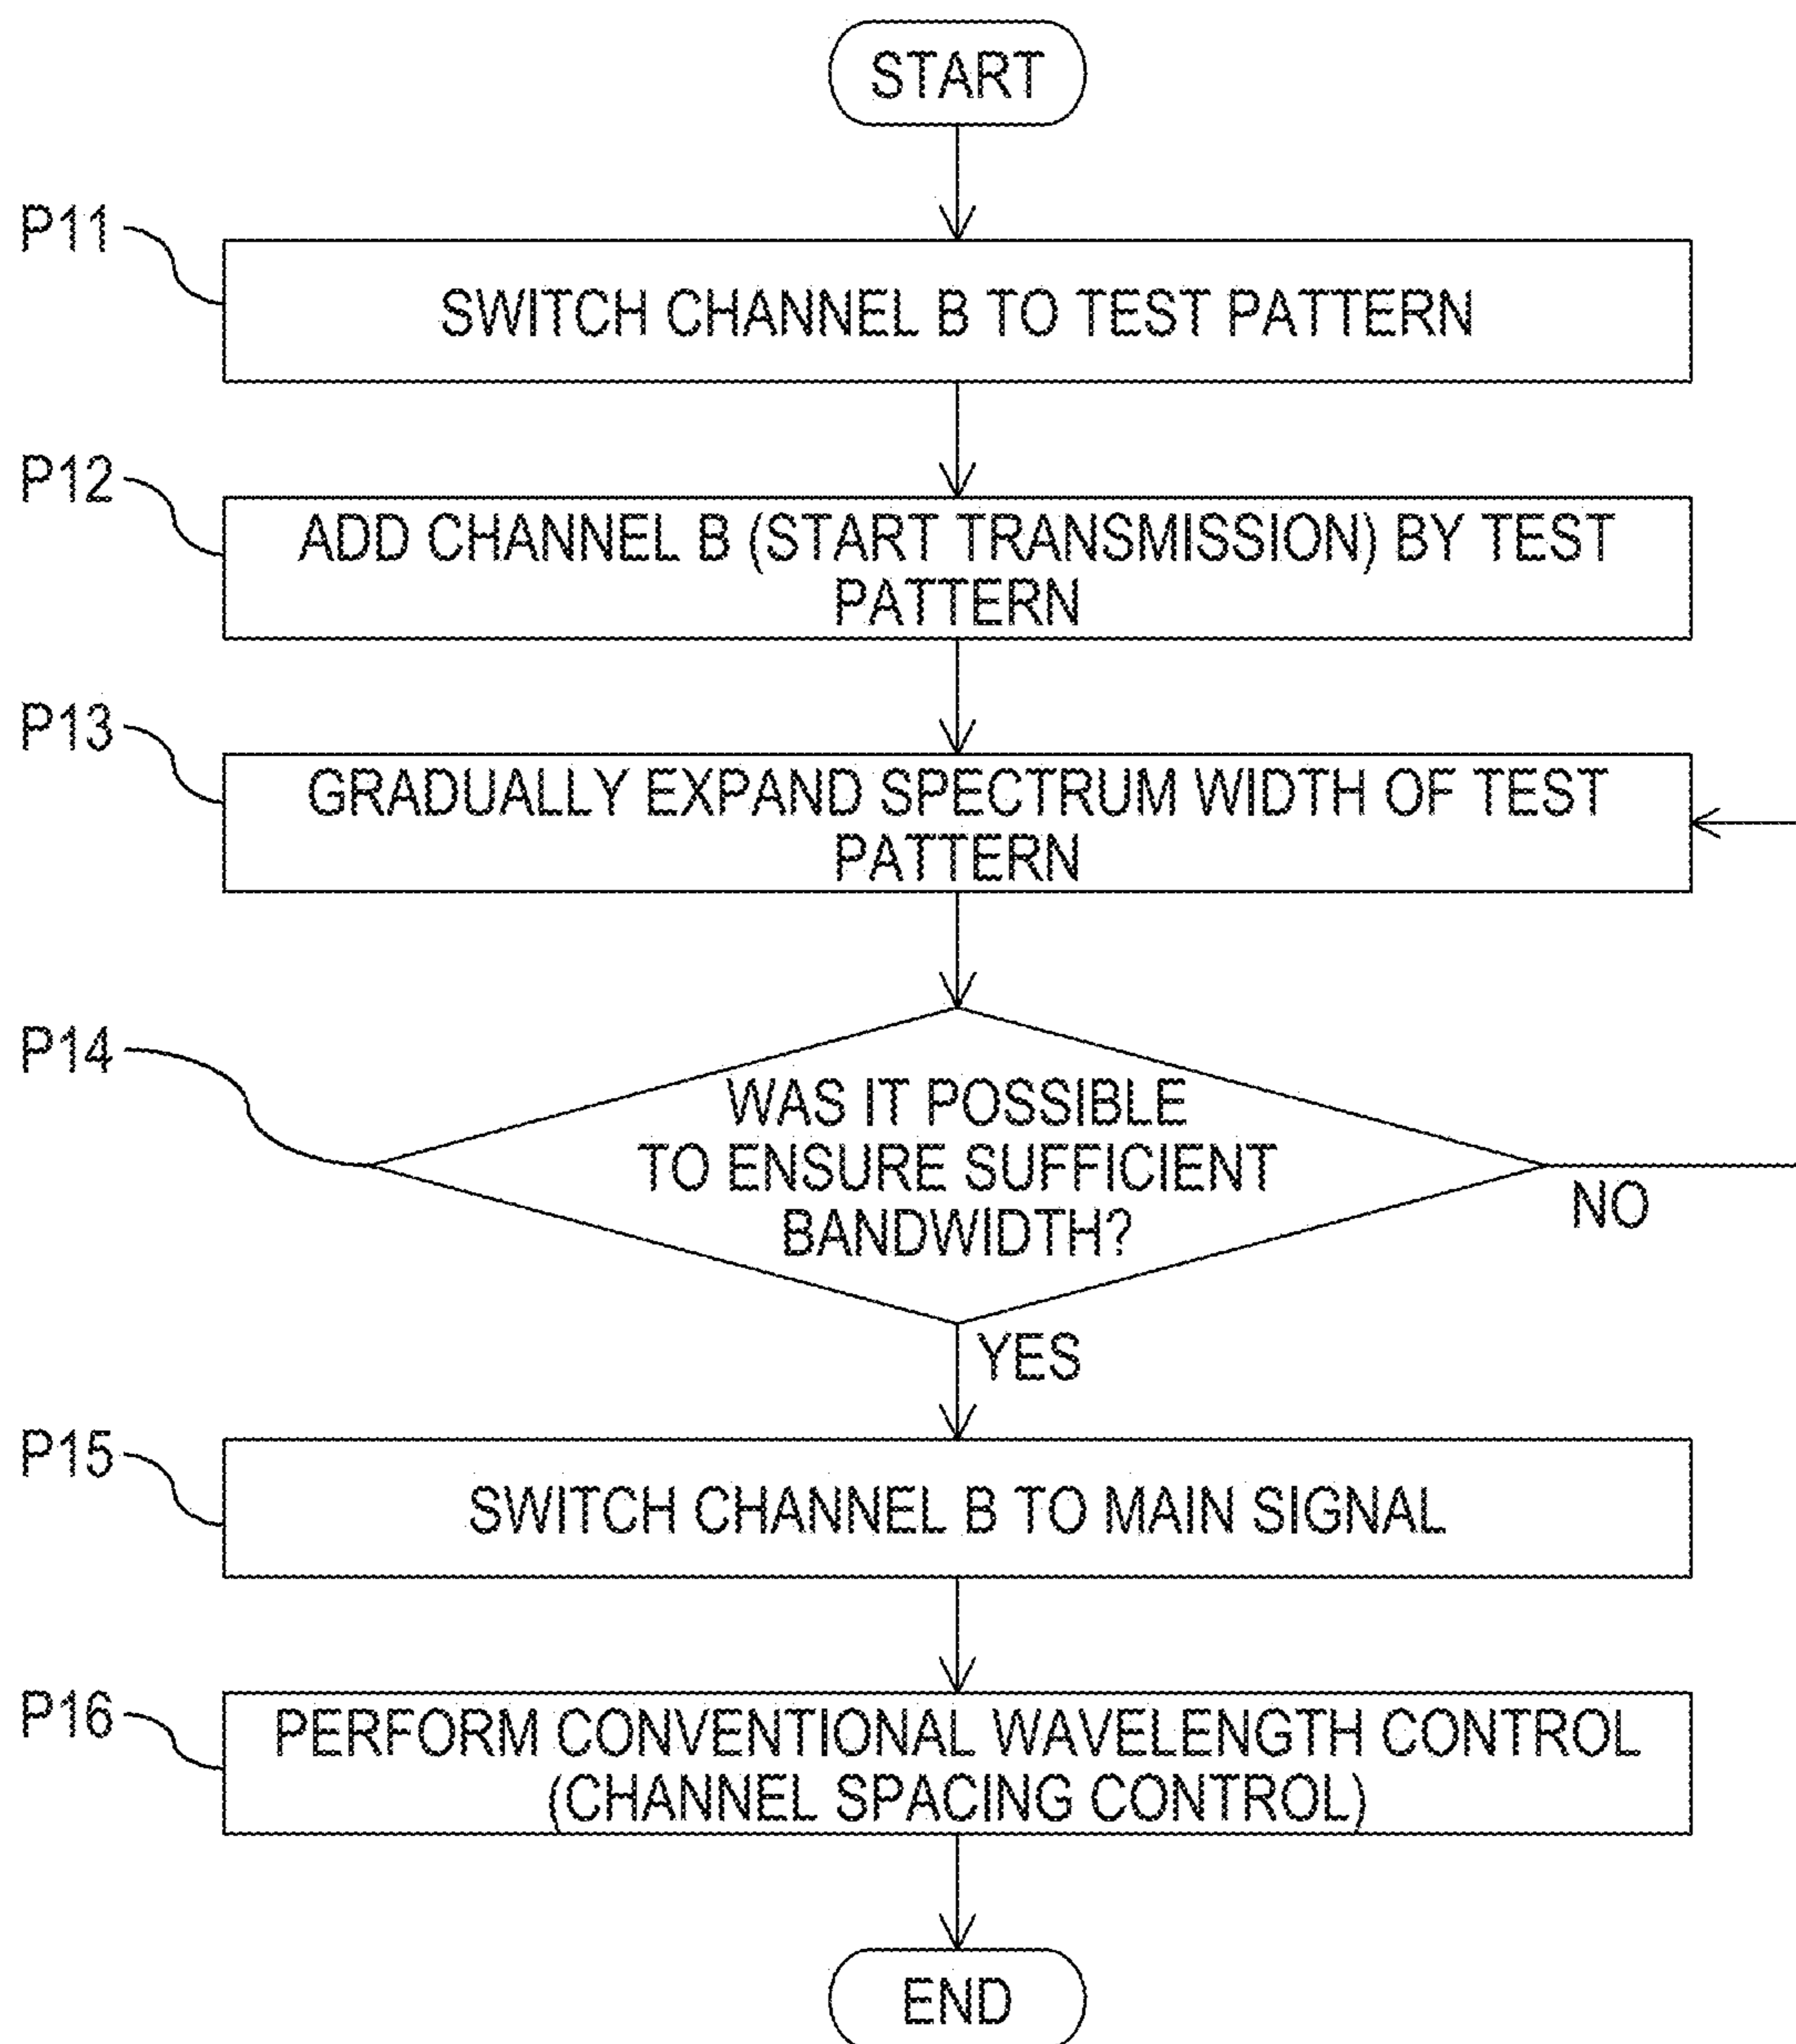 START
P11
SWITCH CHANNEL B TO TEST PATTERN
P12
ADD CHANNEL B (START TRANSMISSION) BY TEST
PATTERN
P13
GRADUALLY EXPAND SPECTRUM WIDTH OF TEST
PATTERN
P14
WAS IT POSSIBLE
TO ENSURE SUFFICIENT
BANDWIDTH?
NO
YES
P15
SWITCH CHANNEL B TO MAIN SIGNAL
P16
PERFORM CONVENTIONAL WAVELENGTH CONTROL
(CHANNEL SPACING CONTROL)
END